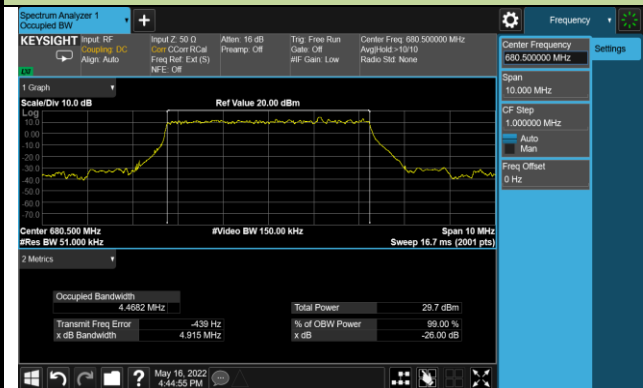 Spectrum Analyzer 1
Occupied BW
+
Frequency
KEYSIGHT
Input: RF
Coupling: DC
Align: Auto
Input Z: 50 Ω
Corr CCorr RCal
Freq Ref: Ext (S)
NFE: Off
Atten: 16 dB
Preamp: Off
Trig: Free Run
Gate: Off
#IF Gain: Low
Center Freq: 680.500000 MHz
Avg|Hold:>10/10
Radio Std: None
Center Frequency
680.500000 MHz
Settings
Span
10.000 MHz
CF Step
1.000000 MHz
Auto
Man
Freq Offset
0 Hz
1 Graph
Scale/Div 10.0 dB
Ref Value 20.00 dBm
Log
10.0
0.00
-10.0
-20.0
-30.0
-40.0
-50.0
-60.0
-70.0
Center 680.500 MHz
#Video BW 150.00 kHz
Span 10 MHz
#Res BW 51.000 kHz
Sweep 16.7 ms (2001 pts)
2 Metrics
Occupied Bandwidth
4.4682 MHz
Total Power 29.7 dBm
Transmit Freq Error -439 Hz
% of OBW Power 99.00 %
x dB Bandwidth 4.915 MHz
x dB -26.00 dB
?
May 16, 2022
4:44:55 PM